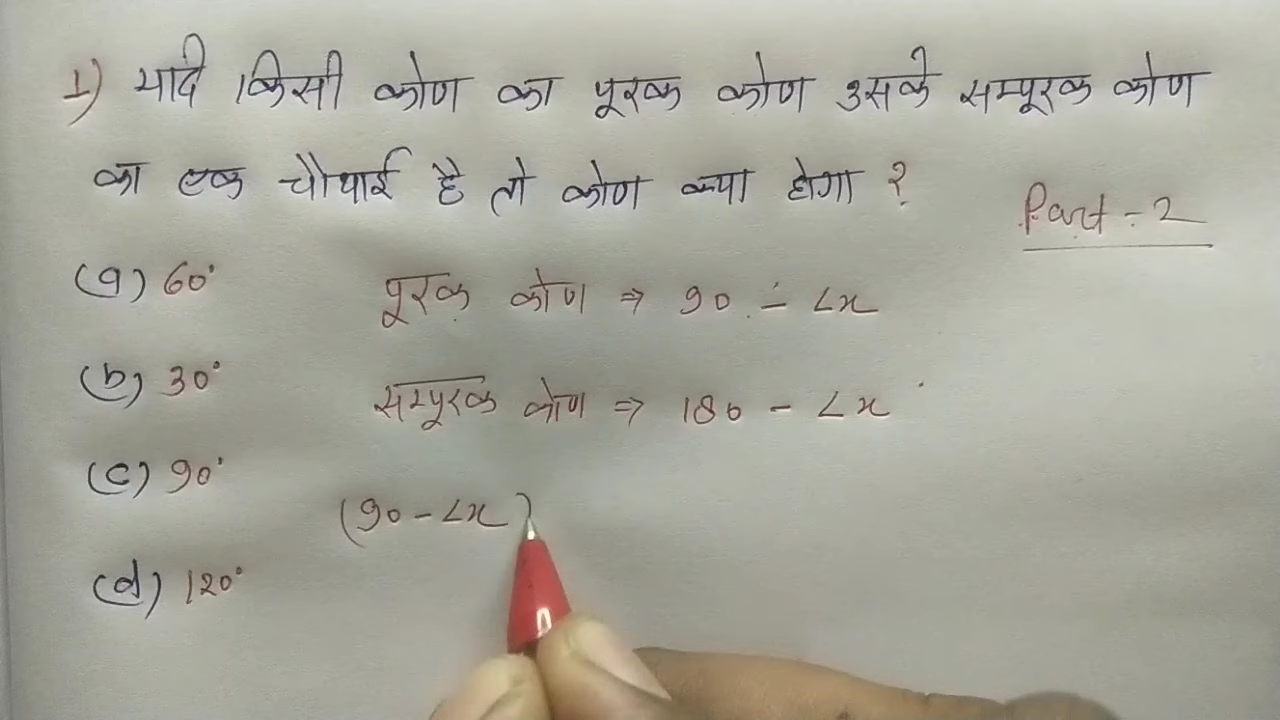 1) यदि किसी कोण का पूरक कोण उसके सम्पूरक कोण
का एक चौथाई है तो कोण क्या होगा ?
Part - 2
(a) 60°
पूरक कोण ⇒ 90 - ∠x
(b) 30°
सम्पूरक कोण ⇒ 180 - ∠x
(c) 90°
(90 - ∠x)
(d) 120°